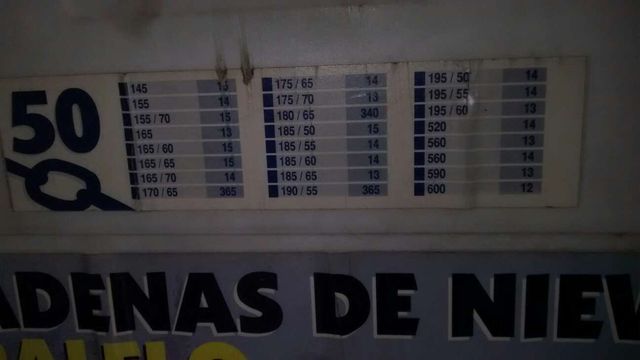 50
145 15
155 14
155 / 70 15
165 13
165 / 60 15
165 / 65 15
165 / 70 14
170 / 65 365
175 / 65 14
175 / 70 13
180 / 65 340
185 / 50 15
185 / 55 14
185 / 60 14
185 / 65 13
190 / 55 365
195 / 50 14
195 / 55 14
195 / 60 13
520 14
560 13
560 14
590 13
600 12
ADENAS DE NIEV